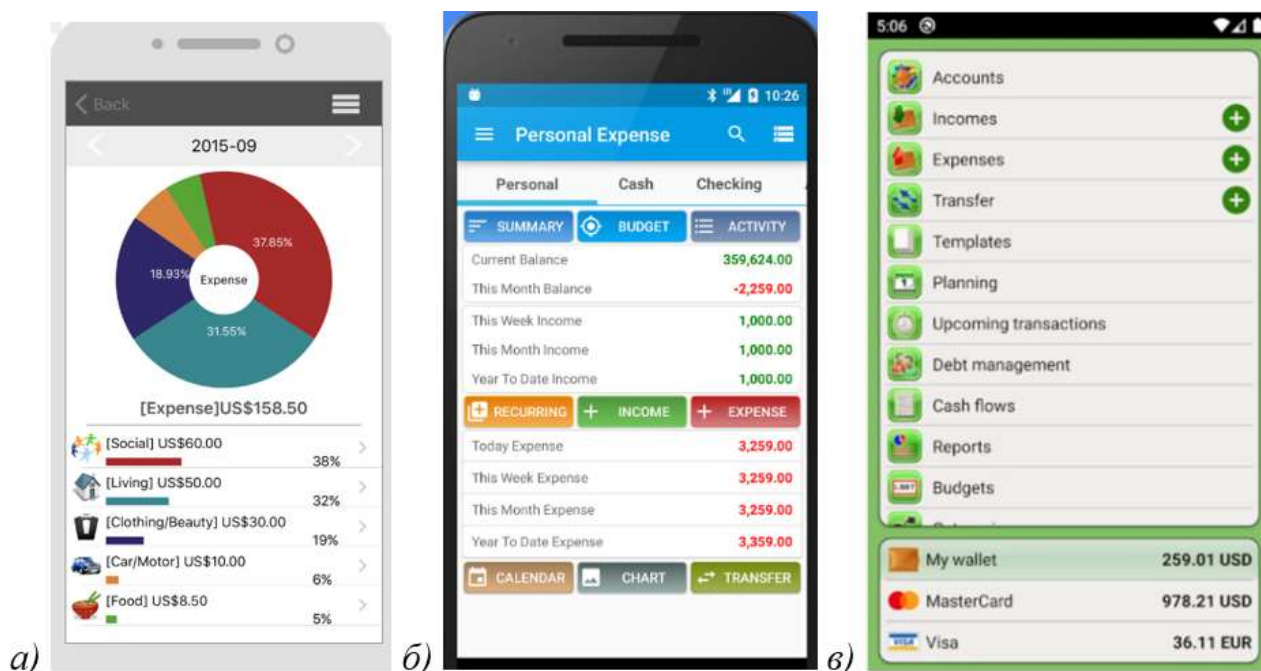 Back
2015-09
37.85%
18.93%
Expense
31.55%
[Expense]US$158.50
[Social] US$60.00
38%
[Living] US$50.00
32%
[Clothing/Beauty] US$30.00
19%
[Car/Motor] US$10.00
6%
[Food] US$8.50
5%
а)
10:26
Personal Expense
Personal Cash Checking
SUMMARY BUDGET ACTIVITY
Current Balance 359,624.00
This Month Balance -2,259.00
This Week Income 1,000.00
This Month Income 1,000.00
Year To Date Income 1,000.00
RECURRING INCOME EXPENSE
Today Expense 3,259.00
This Week Expense 3,259.00
This Month Expense 3,259.00
Year To Date Expense 3,359.00
CALENDAR CHART TRANSFER
б)
5:06
Accounts
Incomes
Expenses
Transfer
Templates
Planning
Upcoming transactions
Debt management
Cash flows
Reports
Budgets
My wallet 259.01 USD
MasterCard 978.21 USD
VISA Visa 36.11 EUR
в)